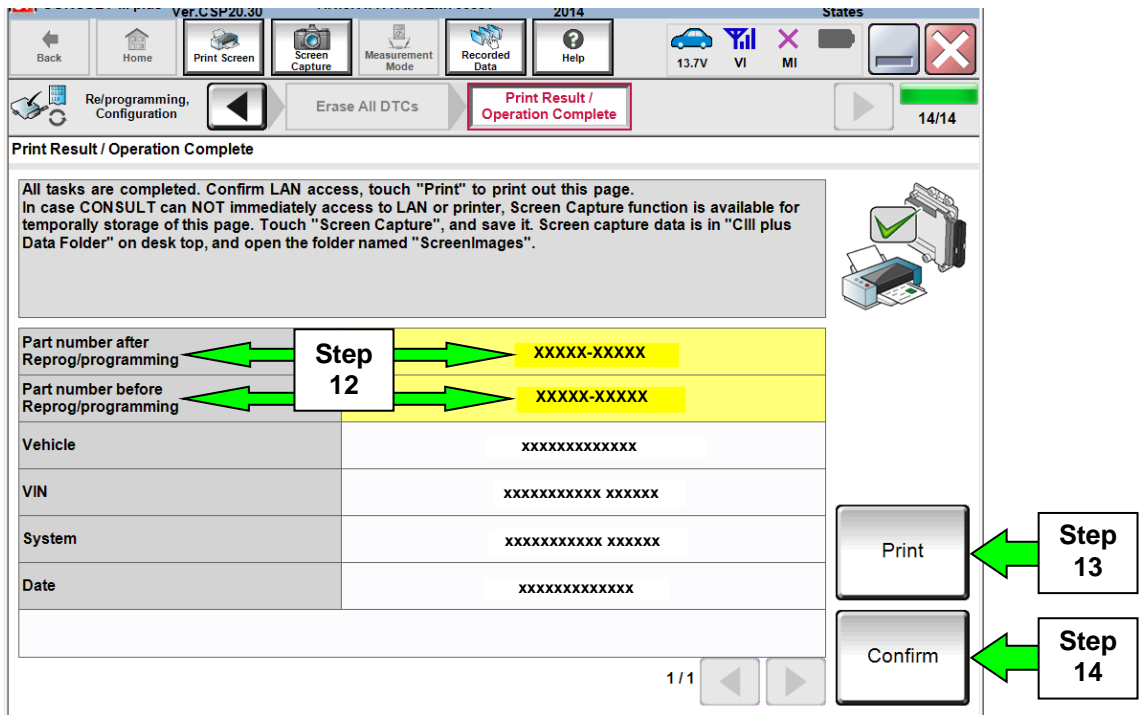 Ver.CSP20.30
2014
States
Back
Home
Print Screen
Screen
Capture
Measurement
Mode
Recorded
Data
Help
13.7V
VI
MI
Re/programming,
Configuration
Erase All DTCs
Print Result /
Operation Complete
14/14
Print Result / Operation Complete
All tasks are completed. Confirm LAN access, touch "Print" to print out this page.
In case CONSULT can NOT immediately access to LAN or printer, Screen Capture function is available for
temporally storage of this page. Touch "Screen Capture", and save it. Screen capture data is in "CIII plus
Data Folder" on desk top, and open the folder named "ScreenImages".
Part number after
Reprog/programming
Step
12
XXXXX-XXXXX
Part number before
Reprog/programming
XXXXX-XXXXX
Vehicle
xxxxxxxxxxxxx
VIN
xxxxxxxxxxx xxxxxx
System
xxxxxxxxxxx xxxxxx
Date
xxxxxxxxxxxxx
Print
Step
13
Confirm
Step
14
1/1